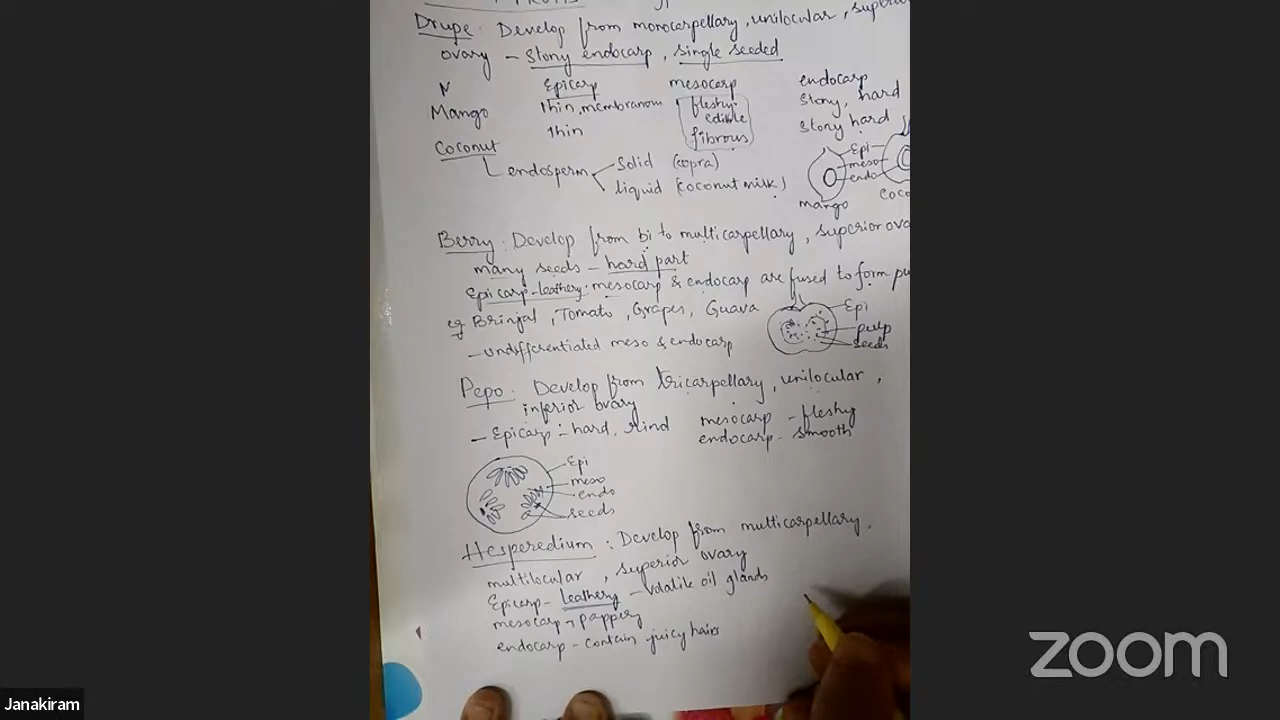 Drupe : Develop from monocarpellary, unilocular,
ovary - Stony endocarp, single seeded
Epicarp mesocarp endocarp
Mango thin, membranous fleshy edible stony, hard
Coconut thin fibrous stony hard
endosperm solid (copra)
liquid (coconut milk)
Epi
meso
endo
mango
Berry : Develop from bi to multicarpellary, superior
many seeds - hard part
Epicarp - leathery. mesocarp & endocarp are fused to form
eg Brinjal, Tomato, Grapes, Guava
- undifferentiated meso & endocarp
Epi
pulp
seeds
Pepo : Develop from tricarpellary, unilocular,
inferior ovary
- Epicarp :- hard, rind mesocarp - fleshy
endocarp - smooth
Epi
meso
endo
seeds
Hesperedium : Develop from multicarpellary,
multilocular, superior ovary
Epicarp - leathery - volatile oil glands
mesocarp → pappery
endocarp - contain juicy hairs
zoom
Janakiram